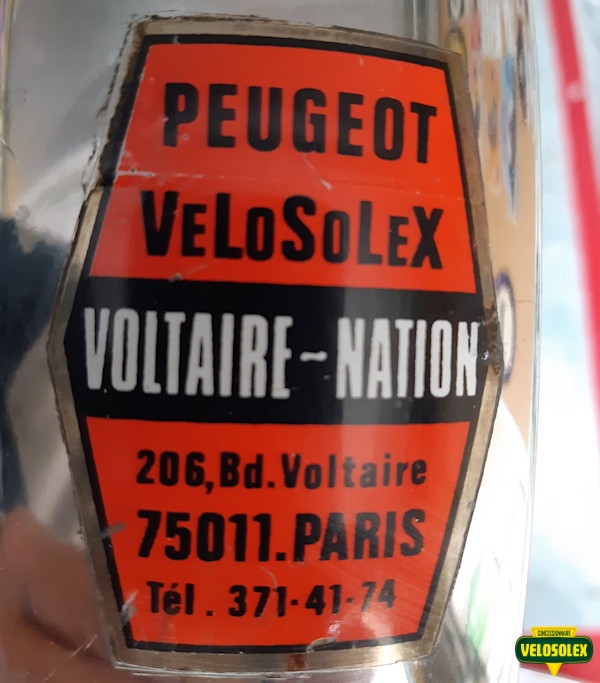 PEUGEOT
VELOSOLEX
VOLTAIRE-NATION
206, Bd. Voltaire
75011. PARIS
Tél. 371-41-74
CONCESSIONNAIRE
VELOSOLEX